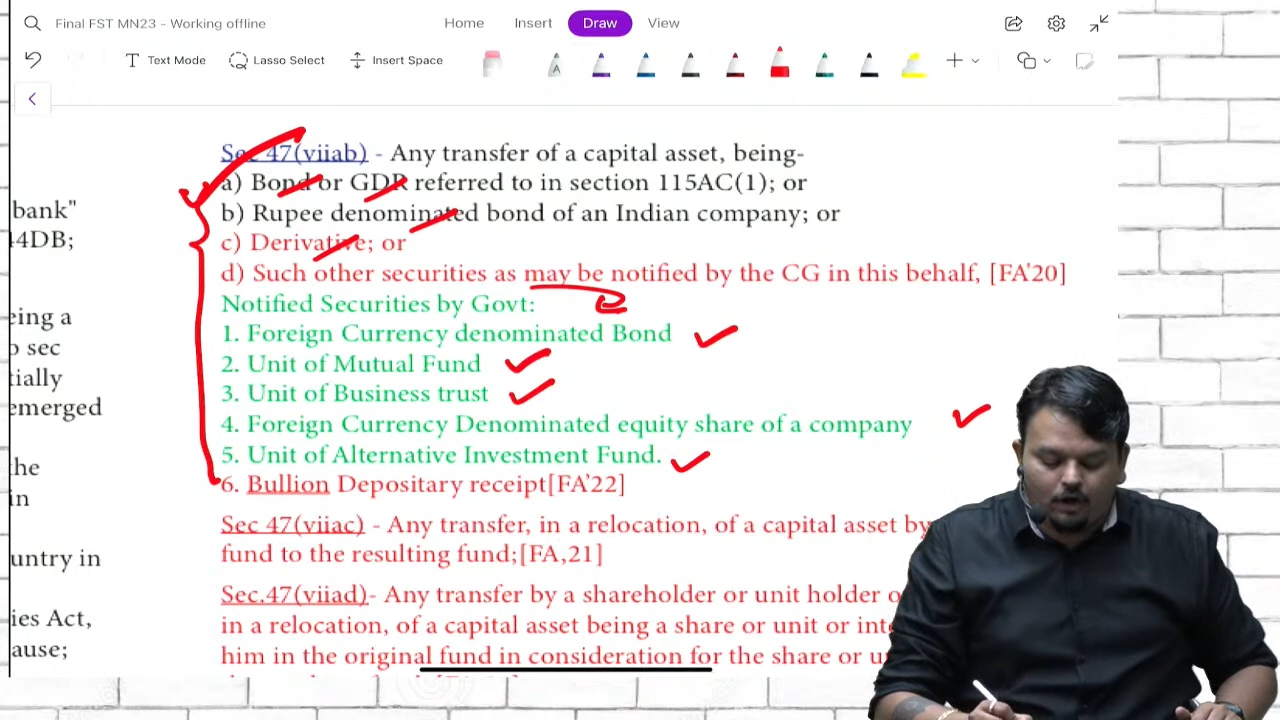 Final FST MN23 - Working offline
Home Insert Draw View
Text Mode Lasso Select Insert Space
A
bank"
44DB;
eing a
o sec
tially
emerged
the
in
untry in
ies Act,
ause;
Sec 47(viiab) - Any transfer of a capital asset, being-
a) Bond or GDR referred to in section 115AC(1); or
b) Rupee denominated bond of an Indian company; or
c) Derivative; or
d) Such other securities as may be notified by the CG in this behalf, [FA'20]
Notified Securities by Govt:
1. Foreign Currency denominated Bond
2. Unit of Mutual Fund
3. Unit of Business trust
4. Foreign Currency Denominated equity share of a company
5. Unit of Alternative Investment Fund.
6. Bullion Depositary receipt[FA'22]
Sec 47(viiac) - Any transfer, in a relocation, of a capital asset by
fund to the resulting fund;[FA,21]
Sec.47(viiad)- Any transfer by a shareholder or unit holder o
in a relocation, of a capital asset being a share or unit or int
him in the original fund in consideration for the share or u